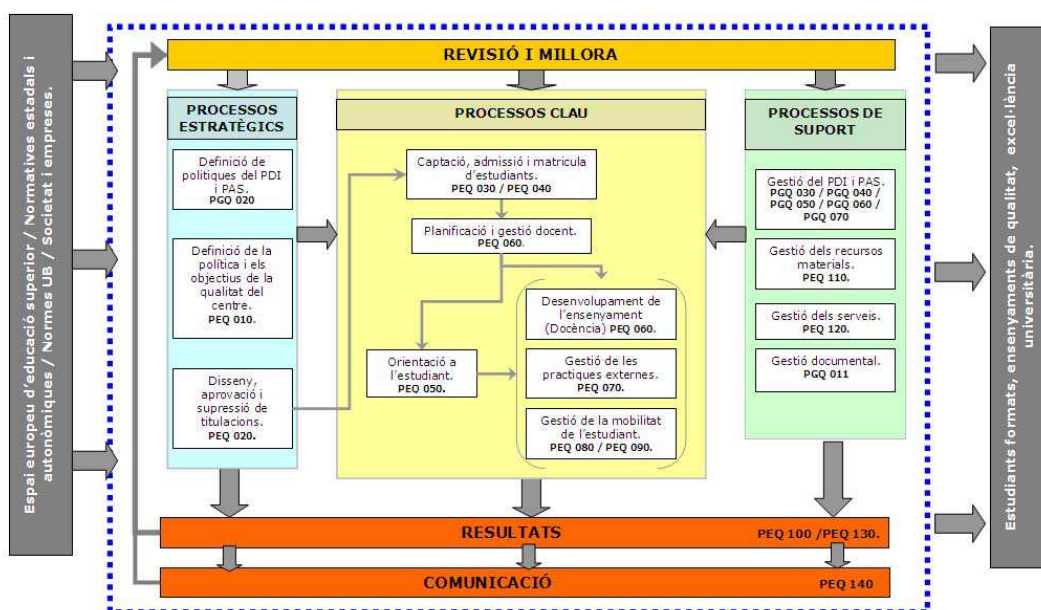 Espai europeu d'educació superior / Normatives estadals i
autonòmiques / Normes UB / Societat i empreses.
REVISIÓ I MILLORA
PROCESSOS
ESTRATÈGICS
Definició de
politiques del PDI
i PAS.
PGQ 020
Definició de la
política i els
objectius de la
qualitat del
centre.
PEQ 010.
Disseny,
aprovació i
supressió de
titulacions.
PEQ 020.
PROCESSOS CLAU
Captació, admissió i matricula
d'estudiants.
PEQ 030 / PEQ 040
Planificació i gestió docent.
PEQ 060.
Desenvolupament de
l'ensenyament
(Docència) PEQ 060.
Orientació a
l'estudiant.
PEQ 050.
Gestió de les
practiques externes.
PEQ 070.
Gestió de la mobilitat
de l'estudiant.
PEQ 080 / PEQ 090.
PROCESSOS DE
SUPORT
Gestió del PDI i PAS.
PGQ 030 / PGQ 040 /
PGQ 050 / PGQ 060 /
PGQ 070
Gestió dels recursos
materials.
PEQ 110.
Gestió dels serveis.
PEQ 120.
Gestió documental.
PGQ 011
RESULTATS
PEQ 100 /PEQ 130.
COMUNICACIÓ
PEQ 140
Estudiants formats, ensenyaments de qualitat, excel·lència
universitària.